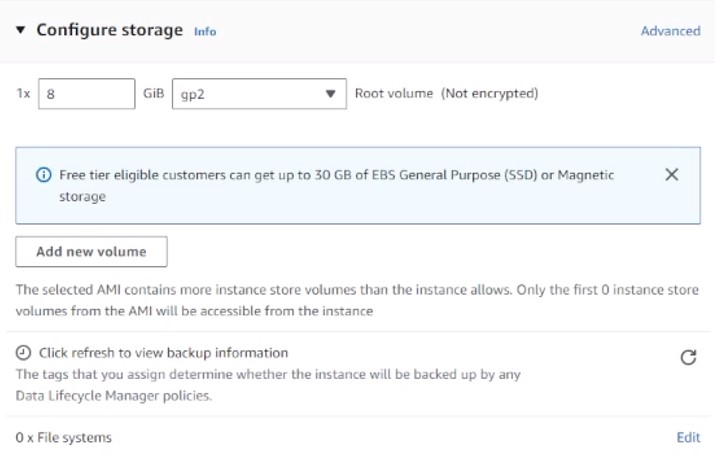 Configure storage Info Advanced
1x 8 GiB gp2 Root volume (Not encrypted)
Free tier eligible customers can get up to 30 GB of EBS General Purpose (SSD) or Magnetic
storage
Add new volume
The selected AMI contains more instance store volumes than the instance allows. Only the first 0 instance store
volumes from the AMI will be accessible from the instance
Click refresh to view backup information
The tags that you assign determine whether the instance will be backed up by any
Data Lifecycle Manager policies.
0 x File systems Edit